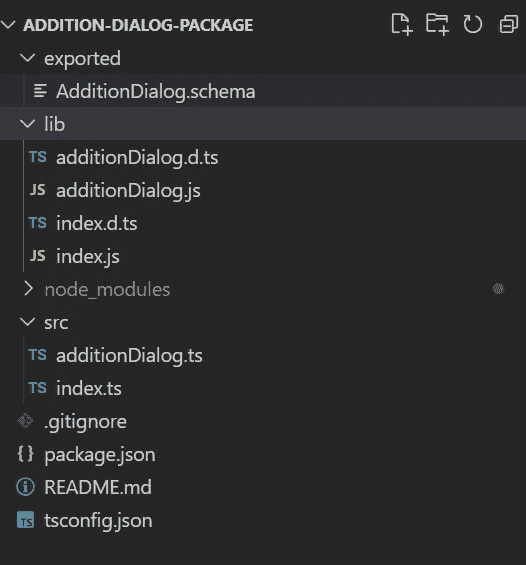 ADDITION-DIALOG-PACKAGE
exported
AdditionDialog.schema
lib
TS additionDialog.d.ts
JS additionDialog.js
TS index.d.ts
JS index.js
node_modules
src
TS additionDialog.ts
TS index.ts
.gitignore
{ } package.json
README.md
TS tsconfig.json